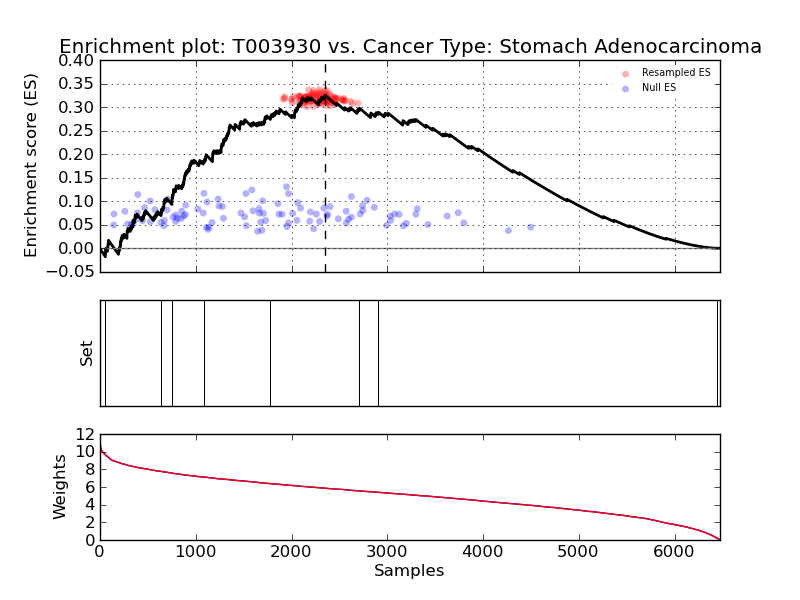 Enrichment plot: T003930 vs. Cancer Type: Stomach Adenocarcinoma
0.40
0.35
0.30
0.25
0.20
0.15
0.10
0.05
0.00
−0.05
Enrichment score (ES)
Resampled ES
Null ES
Set
12
10
8
6
4
2
0
Weights
0 1000 2000 3000 4000 5000 6000
Samples